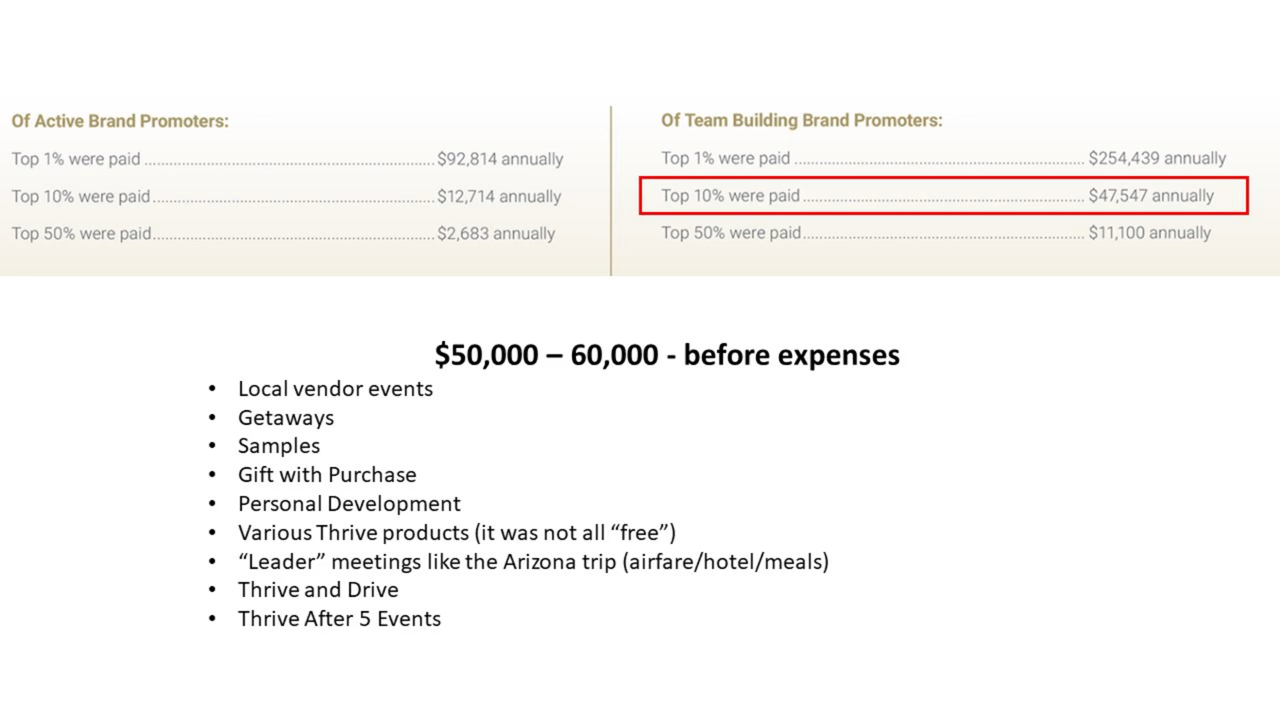 Of Active Brand Promoters:
Top 1% were paid ........................................................................ $92,814 annually
Top 10% were paid ...................................................................... $12,714 annually
Top 50% were paid ...................................................................... $2,683 annually
Of Team Building Brand Promoters:
Top 1% were paid ........................................................................ $254,439 annually
Top 10% were paid ...................................................................... $47,547 annually
Top 50% were paid ...................................................................... $11,100 annually
$50,000 – 60,000 - before expenses
• Local vendor events
• Getaways
• Samples
• Gift with Purchase
• Personal Development
• Various Thrive products (it was not all “free”)
• “Leader” meetings like the Arizona trip (airfare/hotel/meals)
• Thrive and Drive
• Thrive After 5 Events